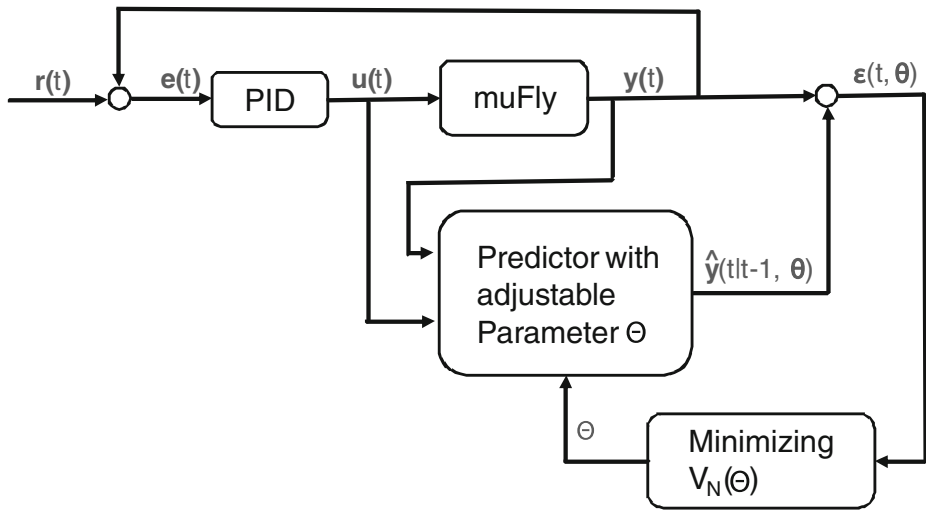 r(t)
e(t)
PID
u(t)
muFly
y(t)
ε(t, θ)
Predictor with
adjustable
Parameter Θ
ŷ(t|t-1, θ)
Θ
Minimizing
V_N(Θ)